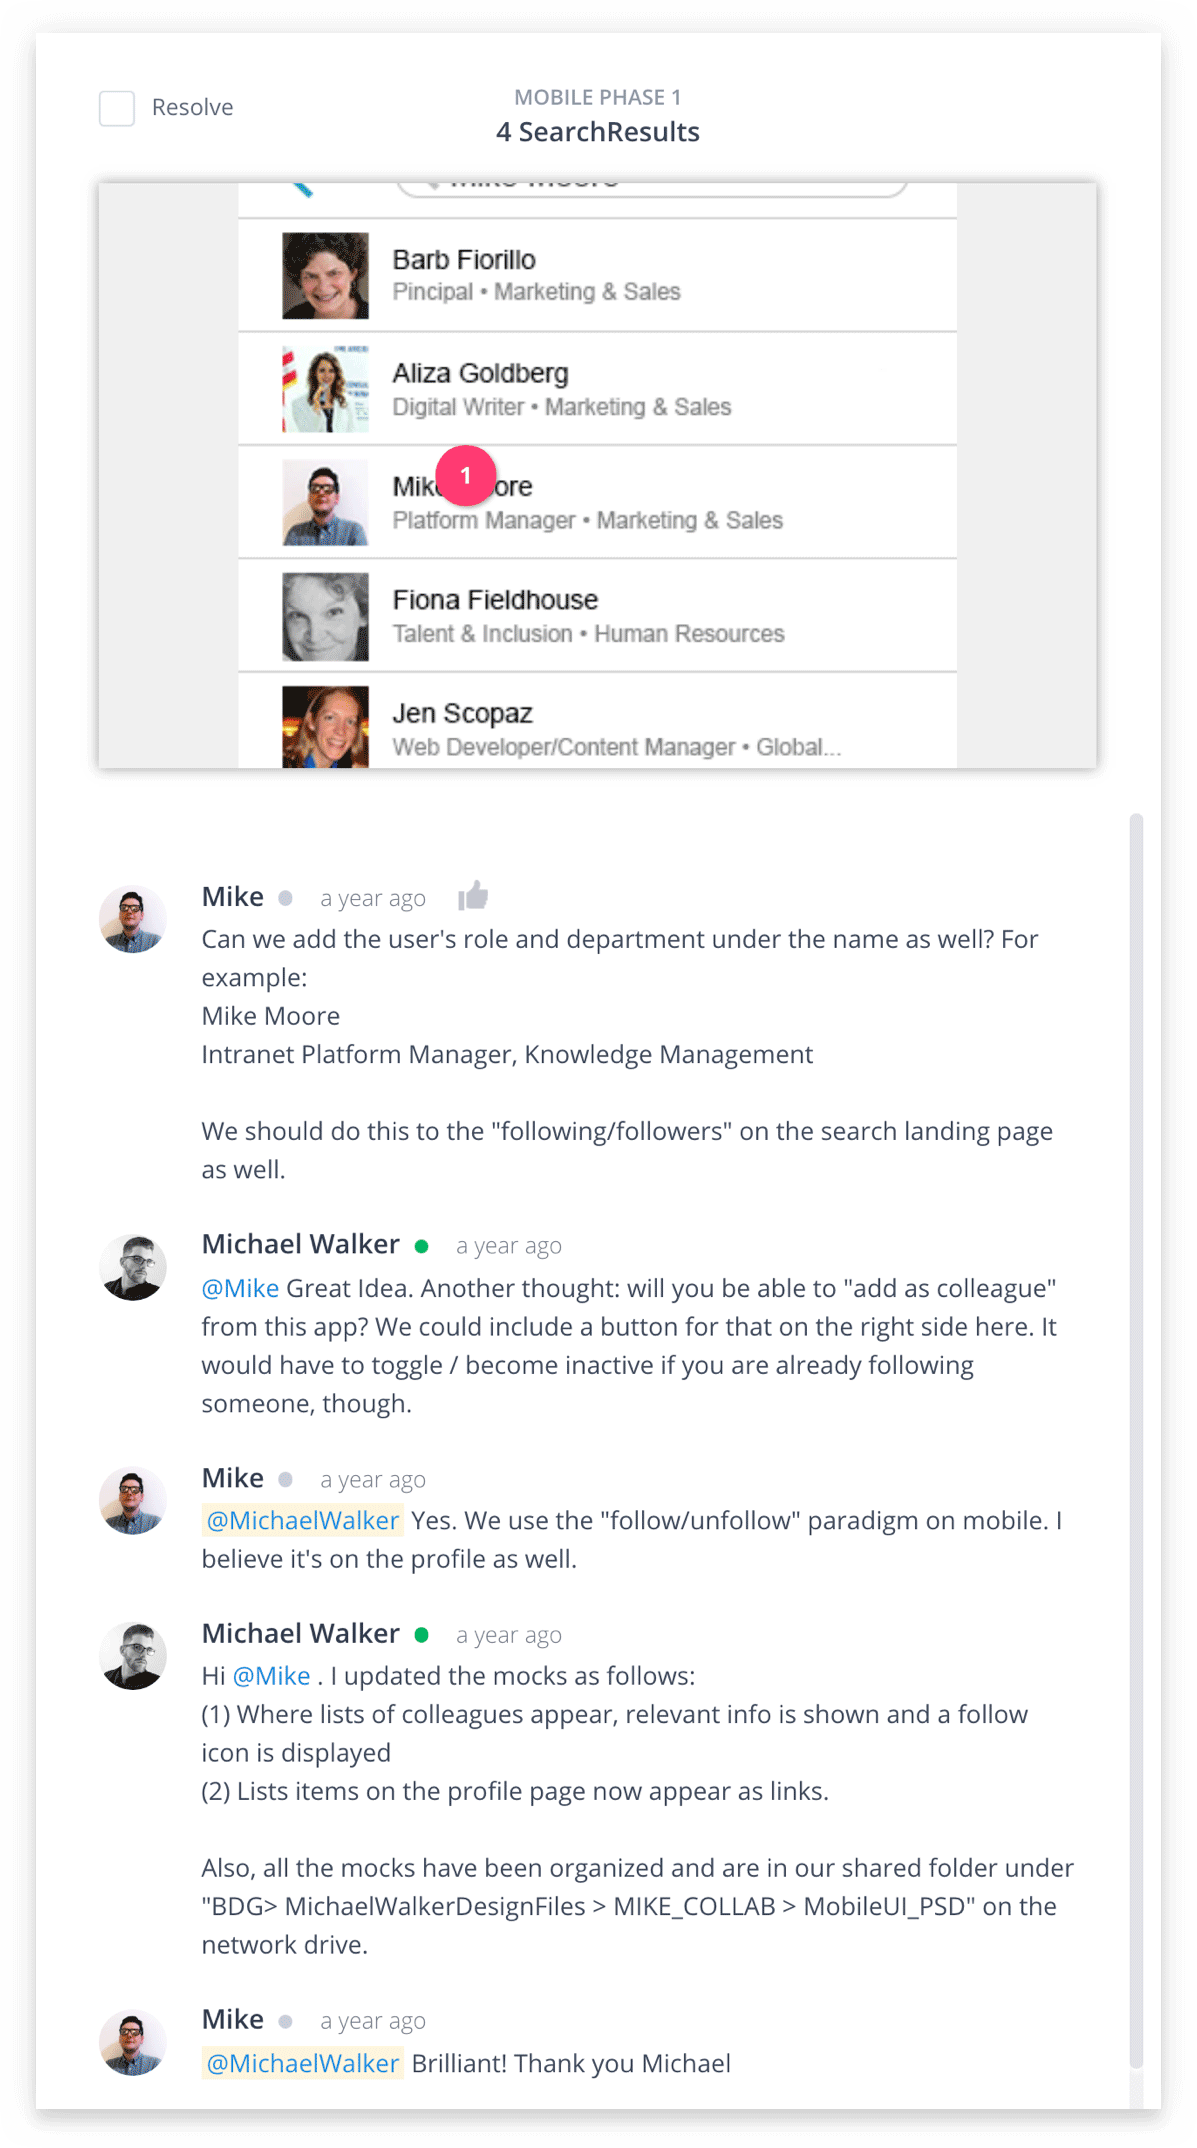 Resolve
MOBILE PHASE 1
4 SearchResults
Mike Moore
Barb Fiorillo
Pincipal • Marketing & Sales
Aliza Goldberg
Digital Writer • Marketing & Sales
1
Mike Moore
Platform Manager • Marketing & Sales
Fiona Fieldhouse
Talent & Inclusion • Human Resources
Jen Scopaz
Web Developer/Content Manager • Global...
Mike a year ago
Can we add the user's role and department under the name as well? For
example:
Mike Moore
Intranet Platform Manager, Knowledge Management
We should do this to the "following/followers" on the search landing page
as well.
Michael Walker a year ago
@Mike Great Idea. Another thought: will you be able to "add as colleague"
from this app? We could include a button for that on the right side here. It
would have to toggle / become inactive if you are already following
someone, though.
Mike a year ago
@MichaelWalker Yes. We use the "follow/unfollow" paradigm on mobile. I
believe it's on the profile as well.
Michael Walker a year ago
Hi @Mike . I updated the mocks as follows:
(1) Where lists of colleagues appear, relevant info is shown and a follow
icon is displayed
(2) Lists items on the profile page now appear as links.
Also, all the mocks have been organized and are in our shared folder under
"BDG> MichaelWalkerDesignFiles > MIKE_COLLAB > MobileUI_PSD" on the
network drive.
Mike a year ago
@MichaelWalker Brilliant! Thank you Michael